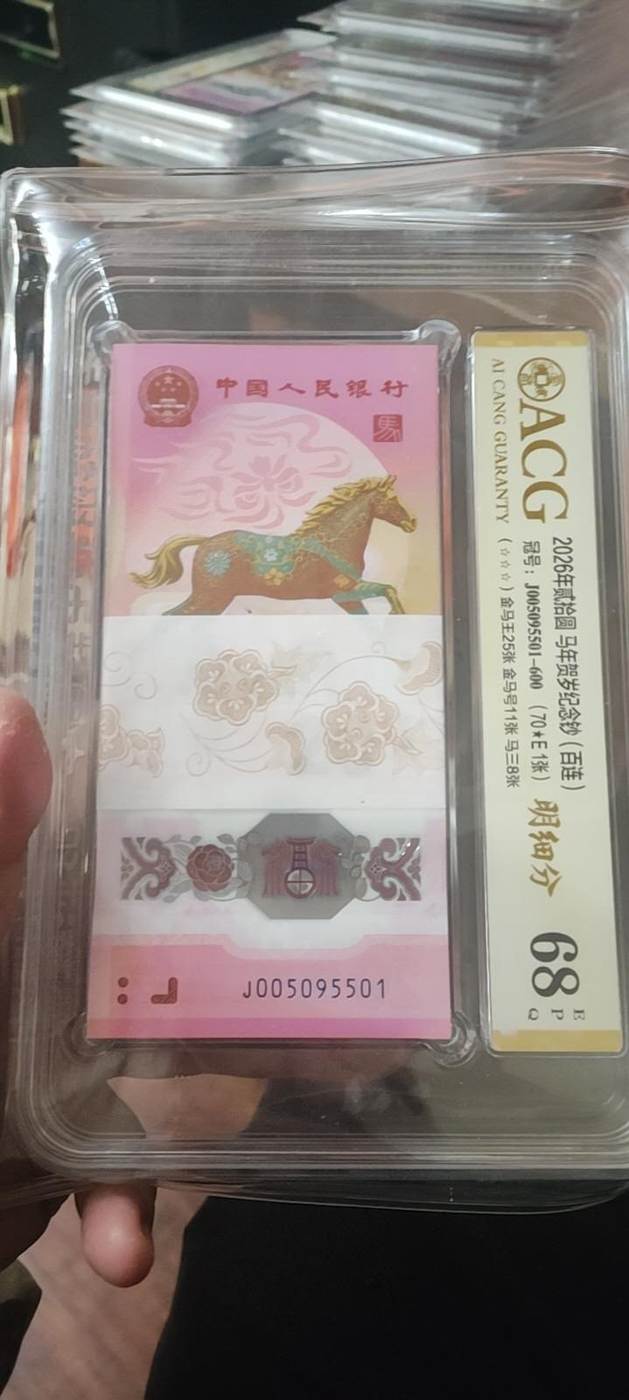 中国人民银行
馬
J005095501
ACG
AI CANG GUARANTY
2026年贰拾圆 马年贺岁纪念钞（百连）
冠号：J005095501-600 （70★E 1张）
（☆☆☆）金马王25张 金马号11张 马三8张
明细分
68
E
P
Q